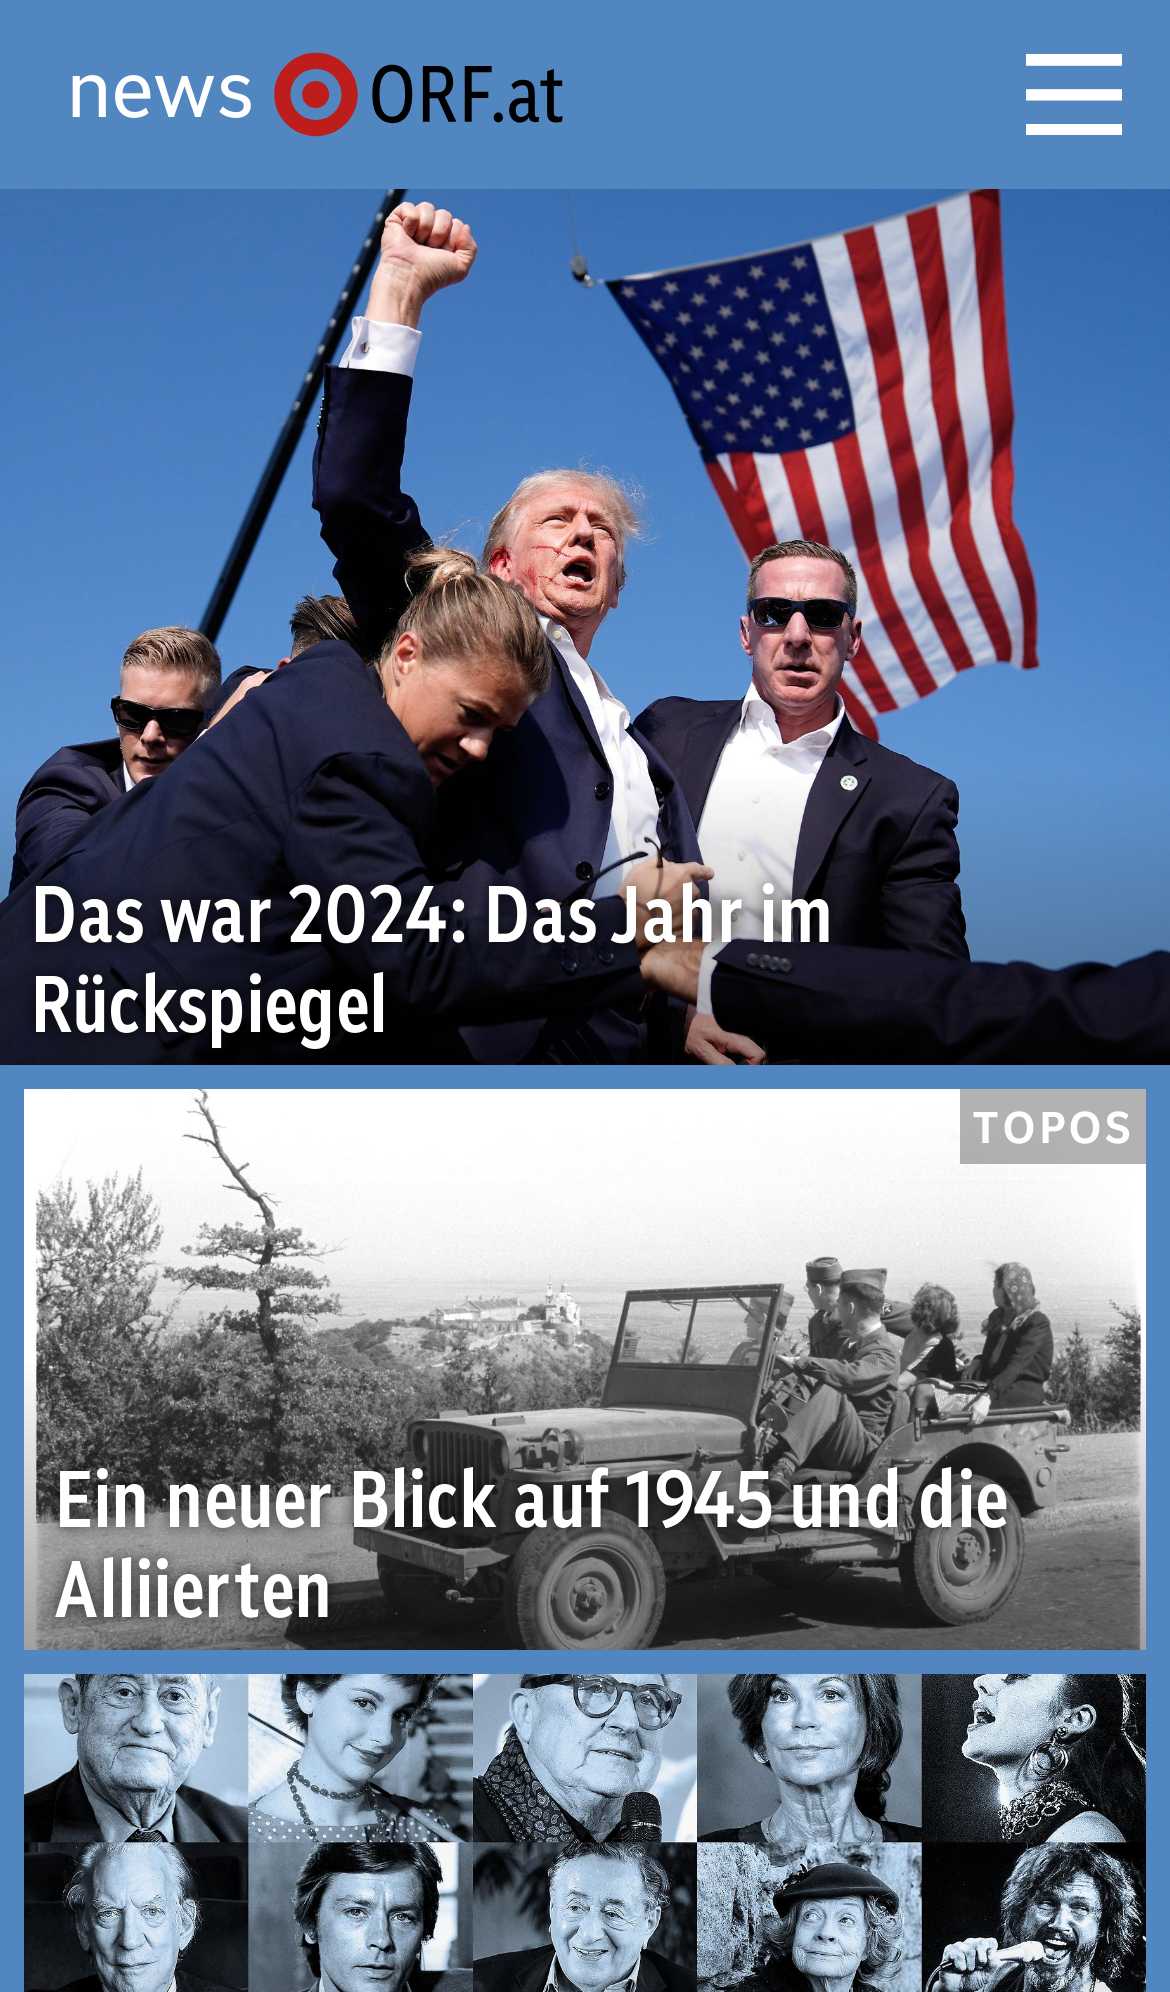 news ORF.at
Das war 2024: Das Jahr im
Rückspiegel
TOPOS
Ein neuer Blick auf 1945 und die
Alliierten